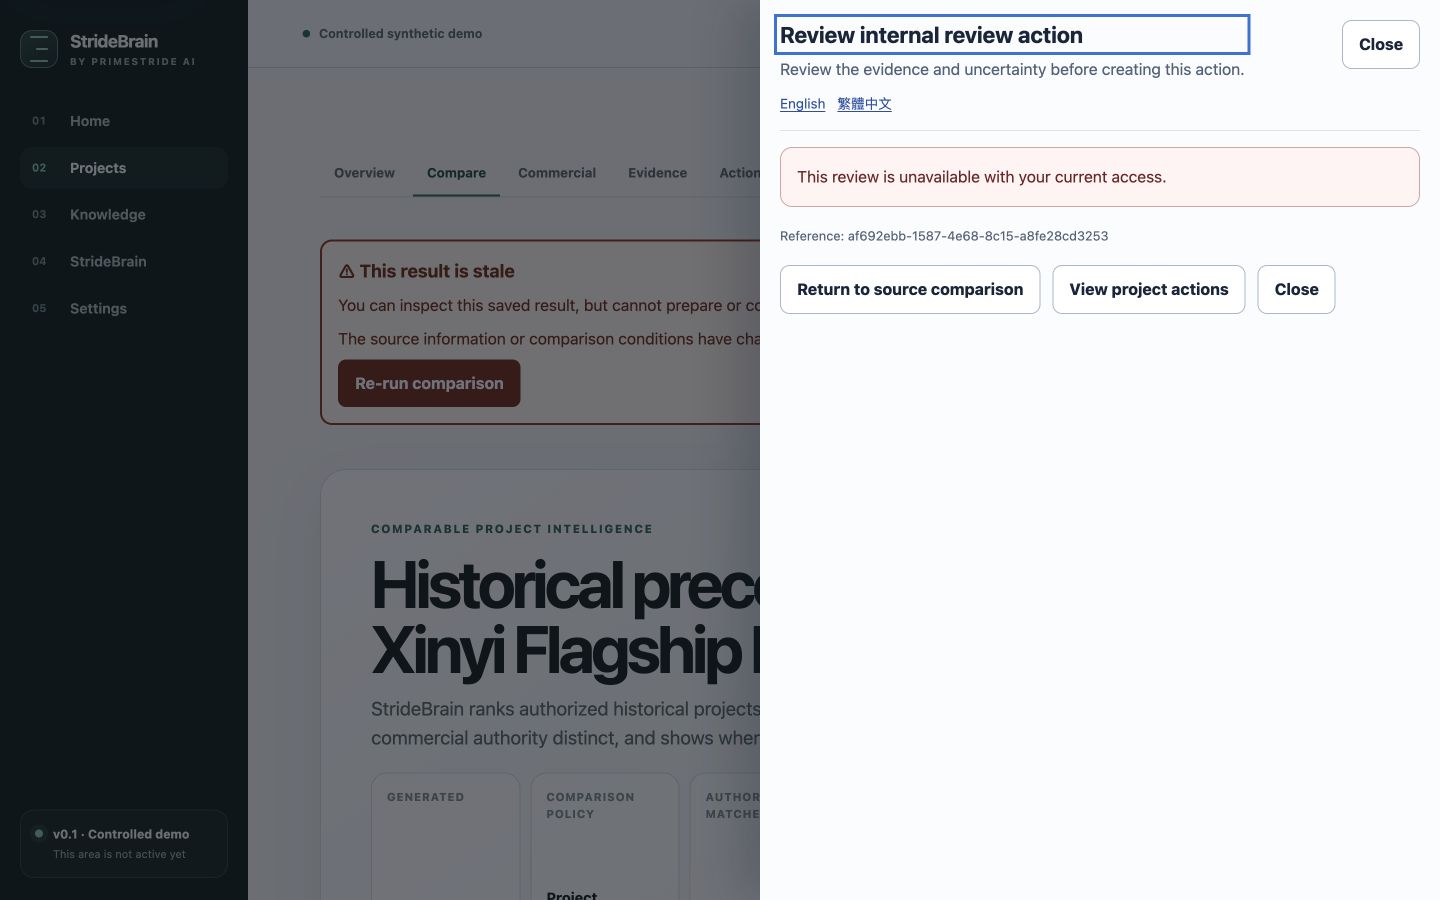 StrideBrain
BY PRIMESTRIDE AI
01 Home
02 Projects
03 Knowledge
04 StrideBrain
05 Settings
v0.1 · Controlled demo
This area is not active yet
Controlled synthetic demo
Overview Compare Commercial Evidence Action
This result is stale
You can inspect this saved result, but cannot prepare or
The source information or comparison conditions have
Re-run comparison
COMPARABLE PROJECT INTELLIGENCE
Historical
Xinyi Flagship
StrideBrain ranks authorized historical projects
commercial authority distinct, and shows
GENERATED
COMPARISON
POLICY
Project
AUTHOR
MATCHE
Review internal review action
Close
Review the evidence and uncertainty before creating this action.
English 繁體中文
This review is unavailable with your current access.
Reference: af692ebb-1587-4e68-8c15-a8fe28cd3253
Return to source comparison View project actions Close